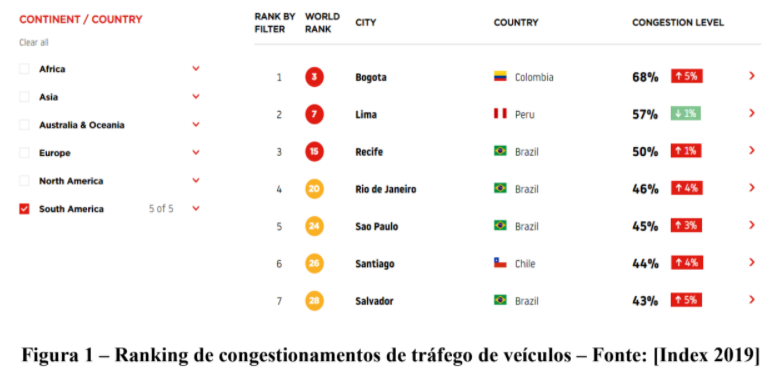 CONTINENT / COUNTRY
Clear all
Africa
Asia
Australia & Oceania
Europe
North America
South America 5 of 5
RANK BY FILTER WORLD RANK CITY COUNTRY CONGESTION LEVEL
1 3 Bogota Colombia 68% ↑ 5%
2 7 Lima Peru 57% ↓ 1%
3 15 Recife Brazil 50% ↑ 1%
4 20 Rio de Janeiro Brazil 46% ↑ 4%
5 24 Sao Paulo Brazil 45% ↑ 3%
6 26 Santiago Chile 44% ↑ 4%
7 28 Salvador Brazil 43% ↑ 5%
Figura 1 – Ranking de congestionamentos de tráfego de veículos – Fonte: [Index 2019]